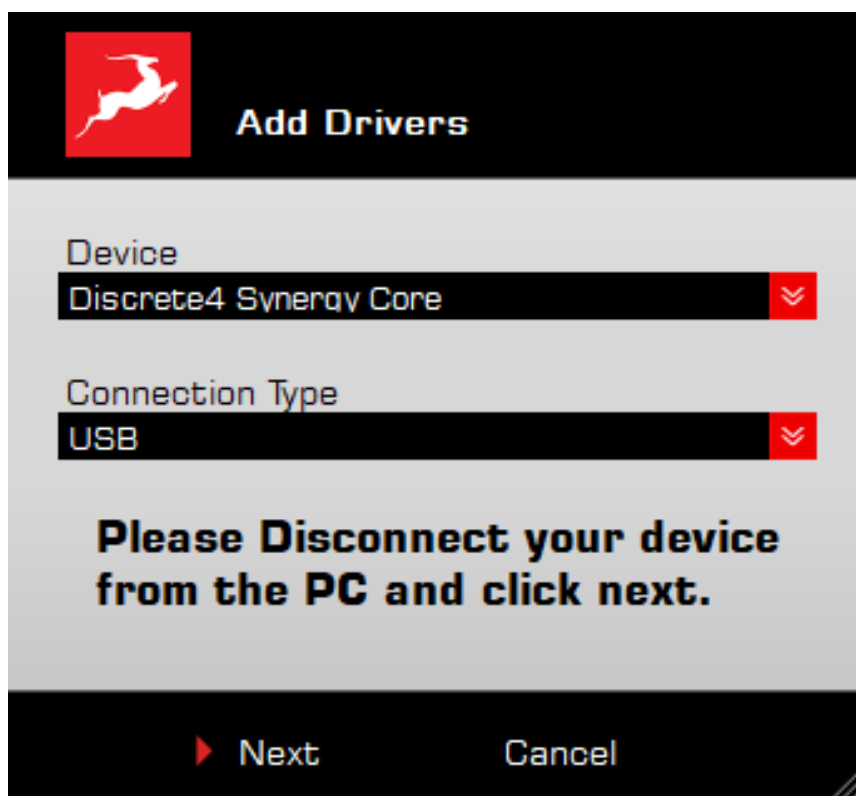 Add Drivers
Device
Discrete4 Synergy Core
Connection Type
USB
Please Disconnect your device
from the PC and click next.
Next
Cancel